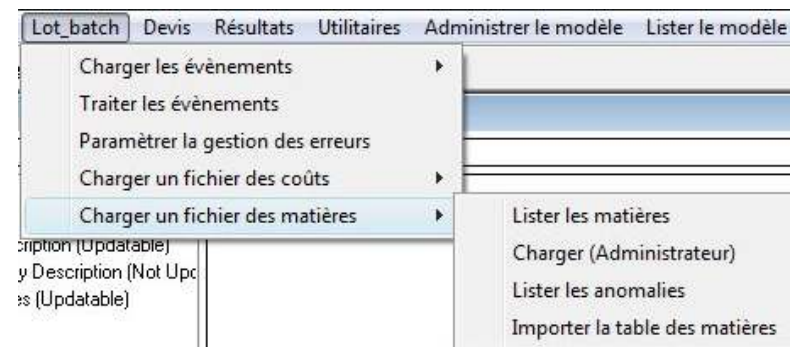 Lot_batch Devis Résultats Utilitaires Administrer le modèle Lister le modèle
Charger les évènements
Traiter les évènements
Paramètrer la gestion des erreurs
Charger un fichier des coûts
Charger un fichier des matières
Lister les matières
Charger (Administrateur)
Lister les anomalies
Importer la table des matières
cription (Updatable)
y Description (Not Upd
es (Updatable)